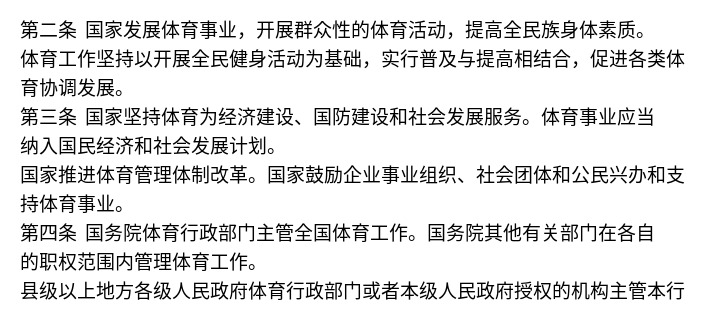 第二条 国家发展体育事业，开展群众性的体育活动，提高全民族身体素质。
体育工作坚持以开展全民健身活动为基础，实行普及与提高相结合，促进各类体
育协调发展。
第三条 国家坚持体育为经济建设、国防建设和社会发展服务。体育事业应当
纳入国民经济和社会发展计划。
国家推进体育管理体制改革。国家鼓励企业事业组织、社会团体和公民兴办和支
持体育事业。
第四条 国务院体育行政部门主管全国体育工作。国务院其他有关部门在各自
的职权范围内管理体育工作。
县级以上地方各级人民政府体育行政部门或者本级人民政府授权的机构主管本行